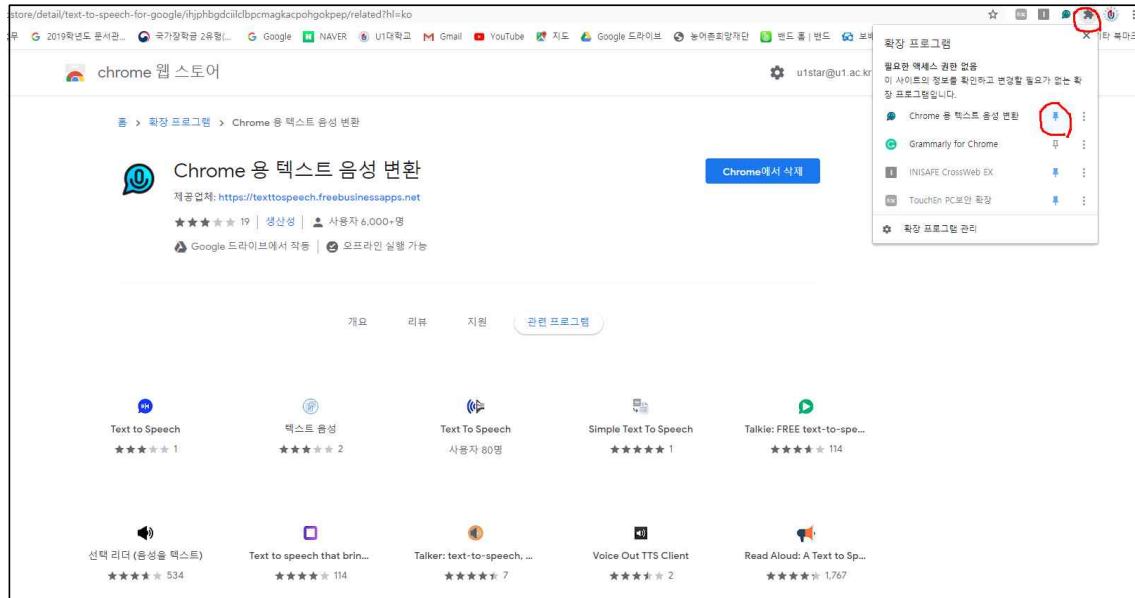 store/detail/text-to-speech-for-google/ihjphbgdciilclbpcmagkacpohgokpep/related?hl=ko
무 2019학년도 문서관... 국가장학금 2유형(... Google NAVER U1대학교 Gmail YouTube 지도 Google 드라이브 농어촌희망재단 밴드 홈 | 밴드 기타 북마크
chrome 웹 스토어
u1star@u1.ac.kr
홈 > 확장 프로그램 > Chrome 용 텍스트 음성 변환
Chrome 용 텍스트 음성 변환
Chrome에서 삭제
제공업체: https://texttospeech.freebusinessapps.net
19 | 생산성 | 사용자 6,000+명
Google 드라이브에서 작동 | 오프라인 실행 가능
확장 프로그램
필요한 액세스 권한 없음
이 사이트의 정보를 확인하고 변경할 필요가 없는 확
장 프로그램입니다.
Chrome 용 텍스트 음성 변환
Grammarly for Chrome
INISAFE CrossWeb EX
TouchEn PC보안 확장
확장 프로그램 관리
개요 리뷰 지원 관련 프로그램
Text to Speech 텍스트 음성 Text To Speech Simple Text To Speech Talkie: FREE text-to-spe...
1 2 사용자 80명 1 114
선택 리더 (음성을 텍스트) Text to speech that brin... Talker: text-to-speech, ... Voice Out TTS Client Read Aloud: A Text to Sp...
534 114 7 2 1,767